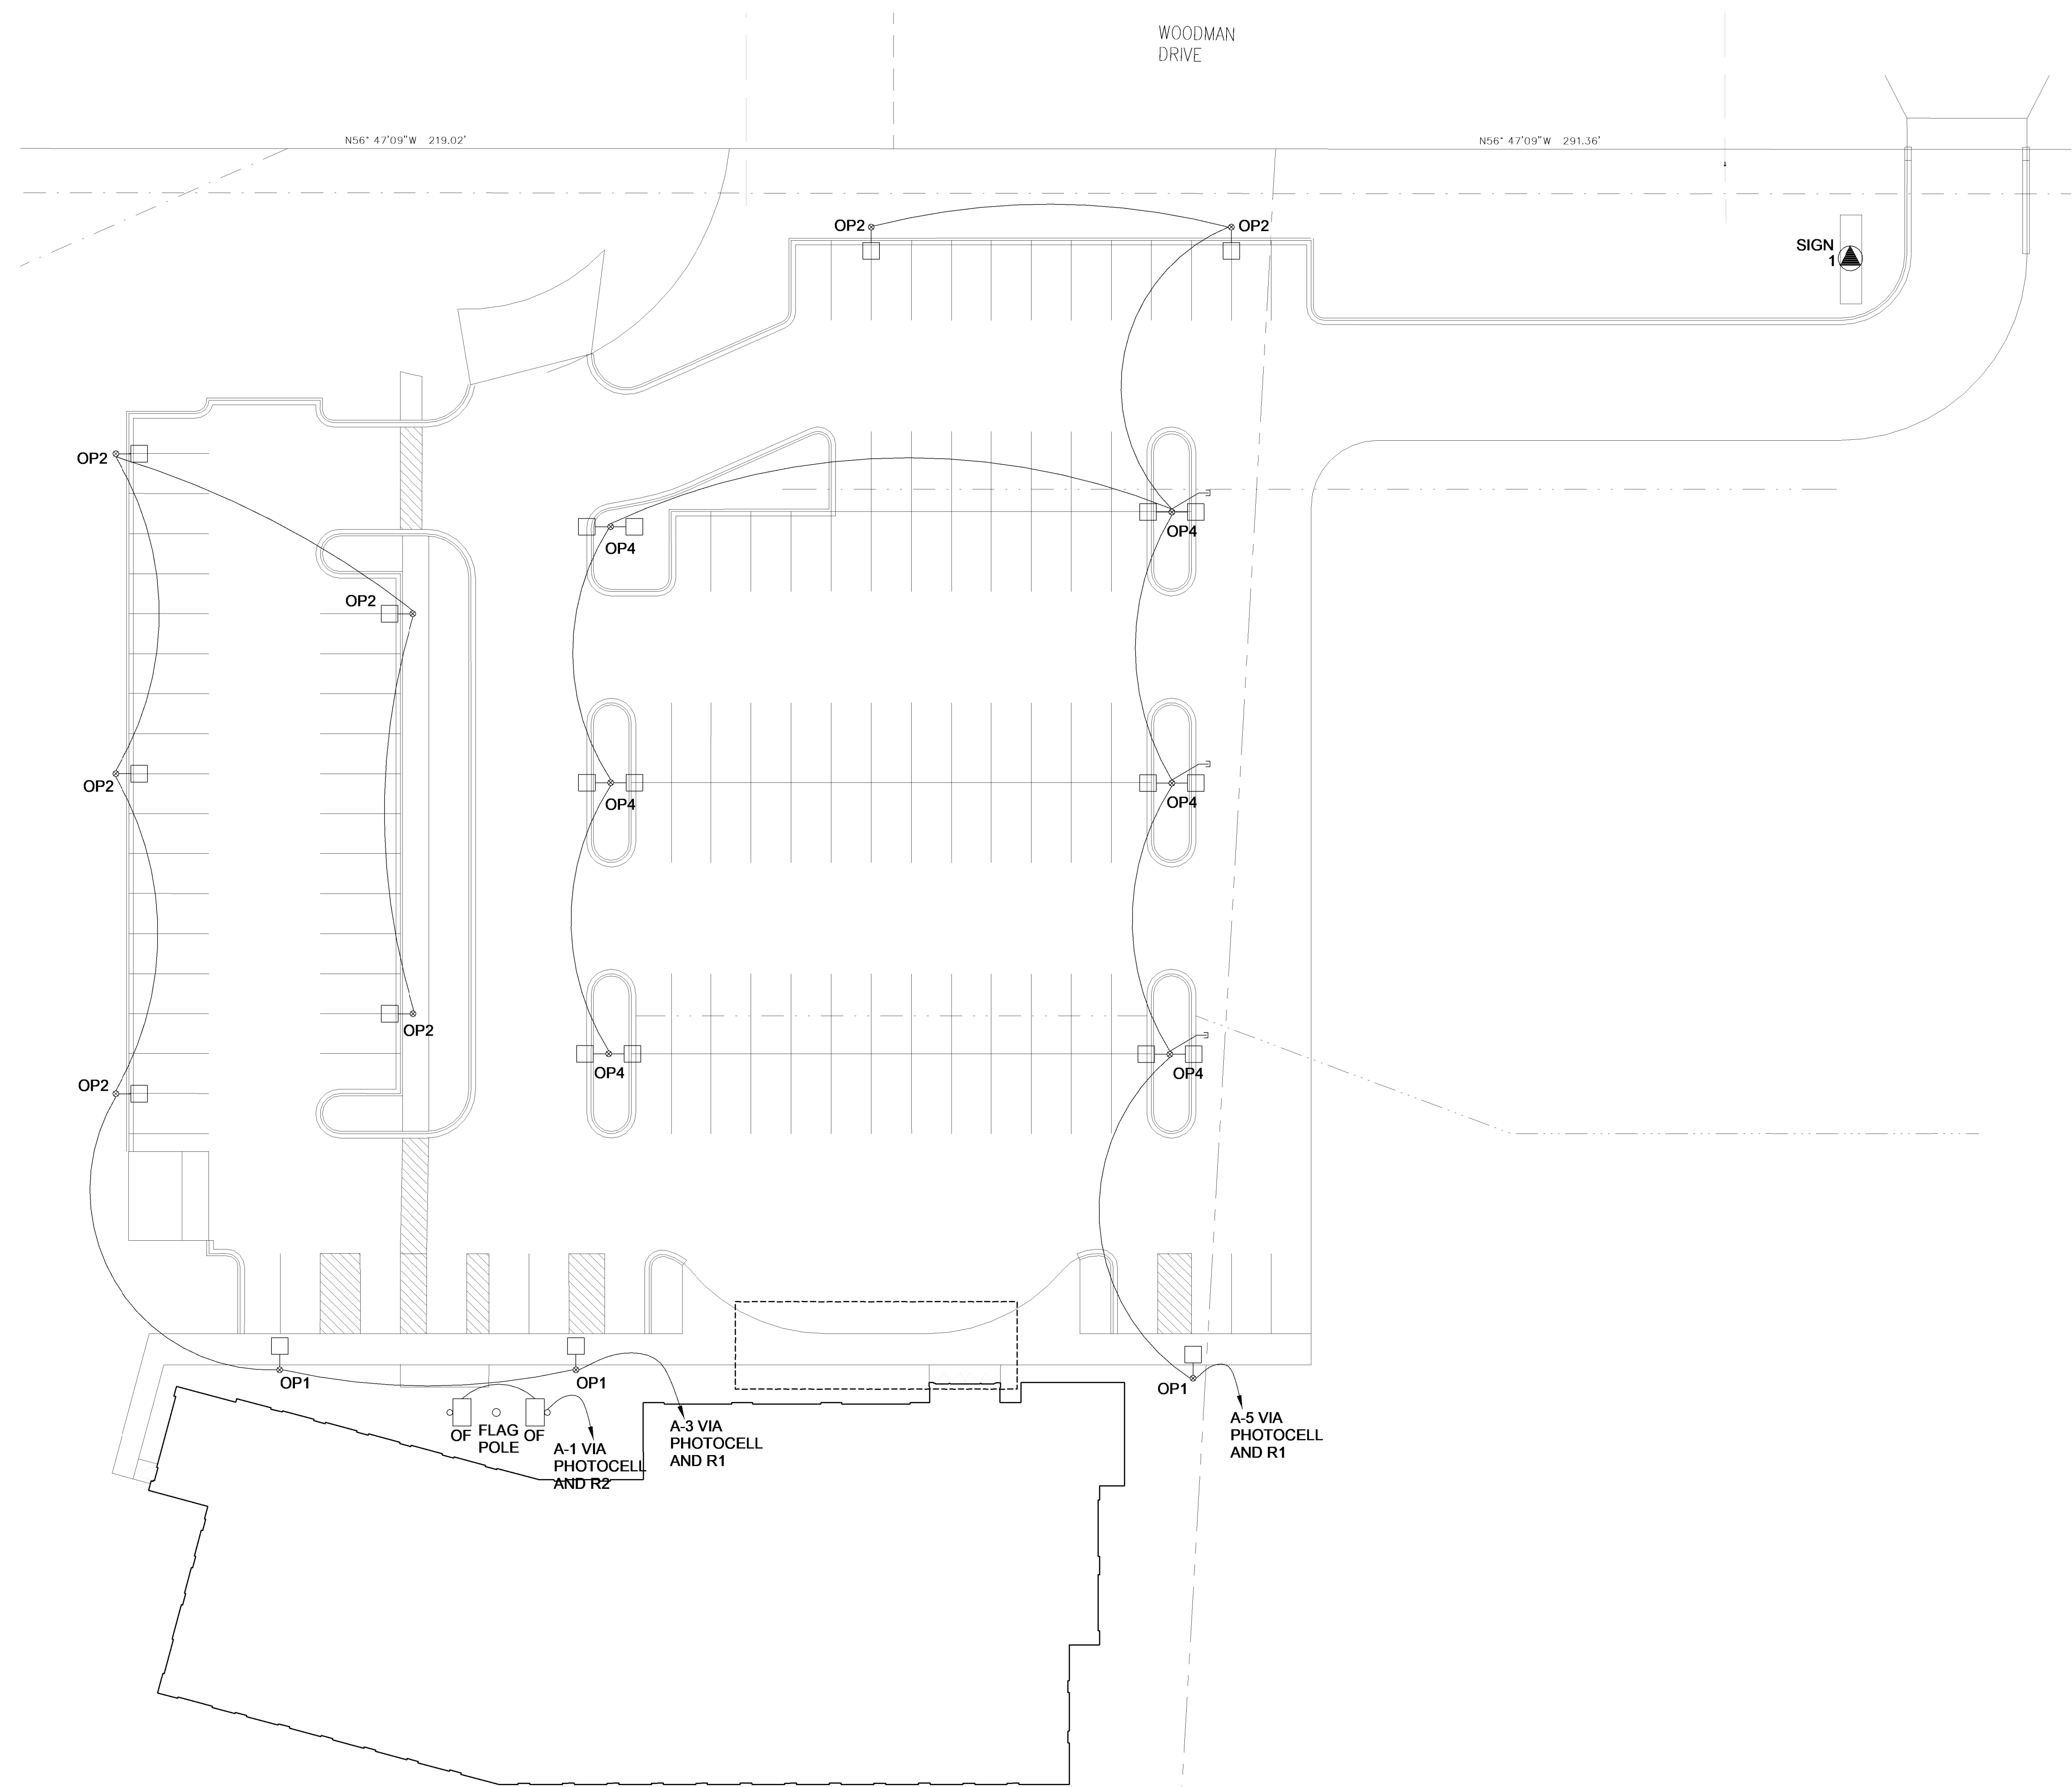 WOODMAN
DRIVE
N56° 47'09"W 219.02'
N56° 47'09"W 291.36'
OP2
OP2
SIGN
1
OP2
OP4
OP4
OP2
OP2
OP4
OP4
OP2
OP4
OP4
OP2
OP1
OP1
OP1
OF
FLAG
POLE
OF
A-1 VIA
PHOTOCELL
AND R2
A-3 VIA
PHOTOCELL
AND R1
A-5 VIA
PHOTOCELL
AND R1